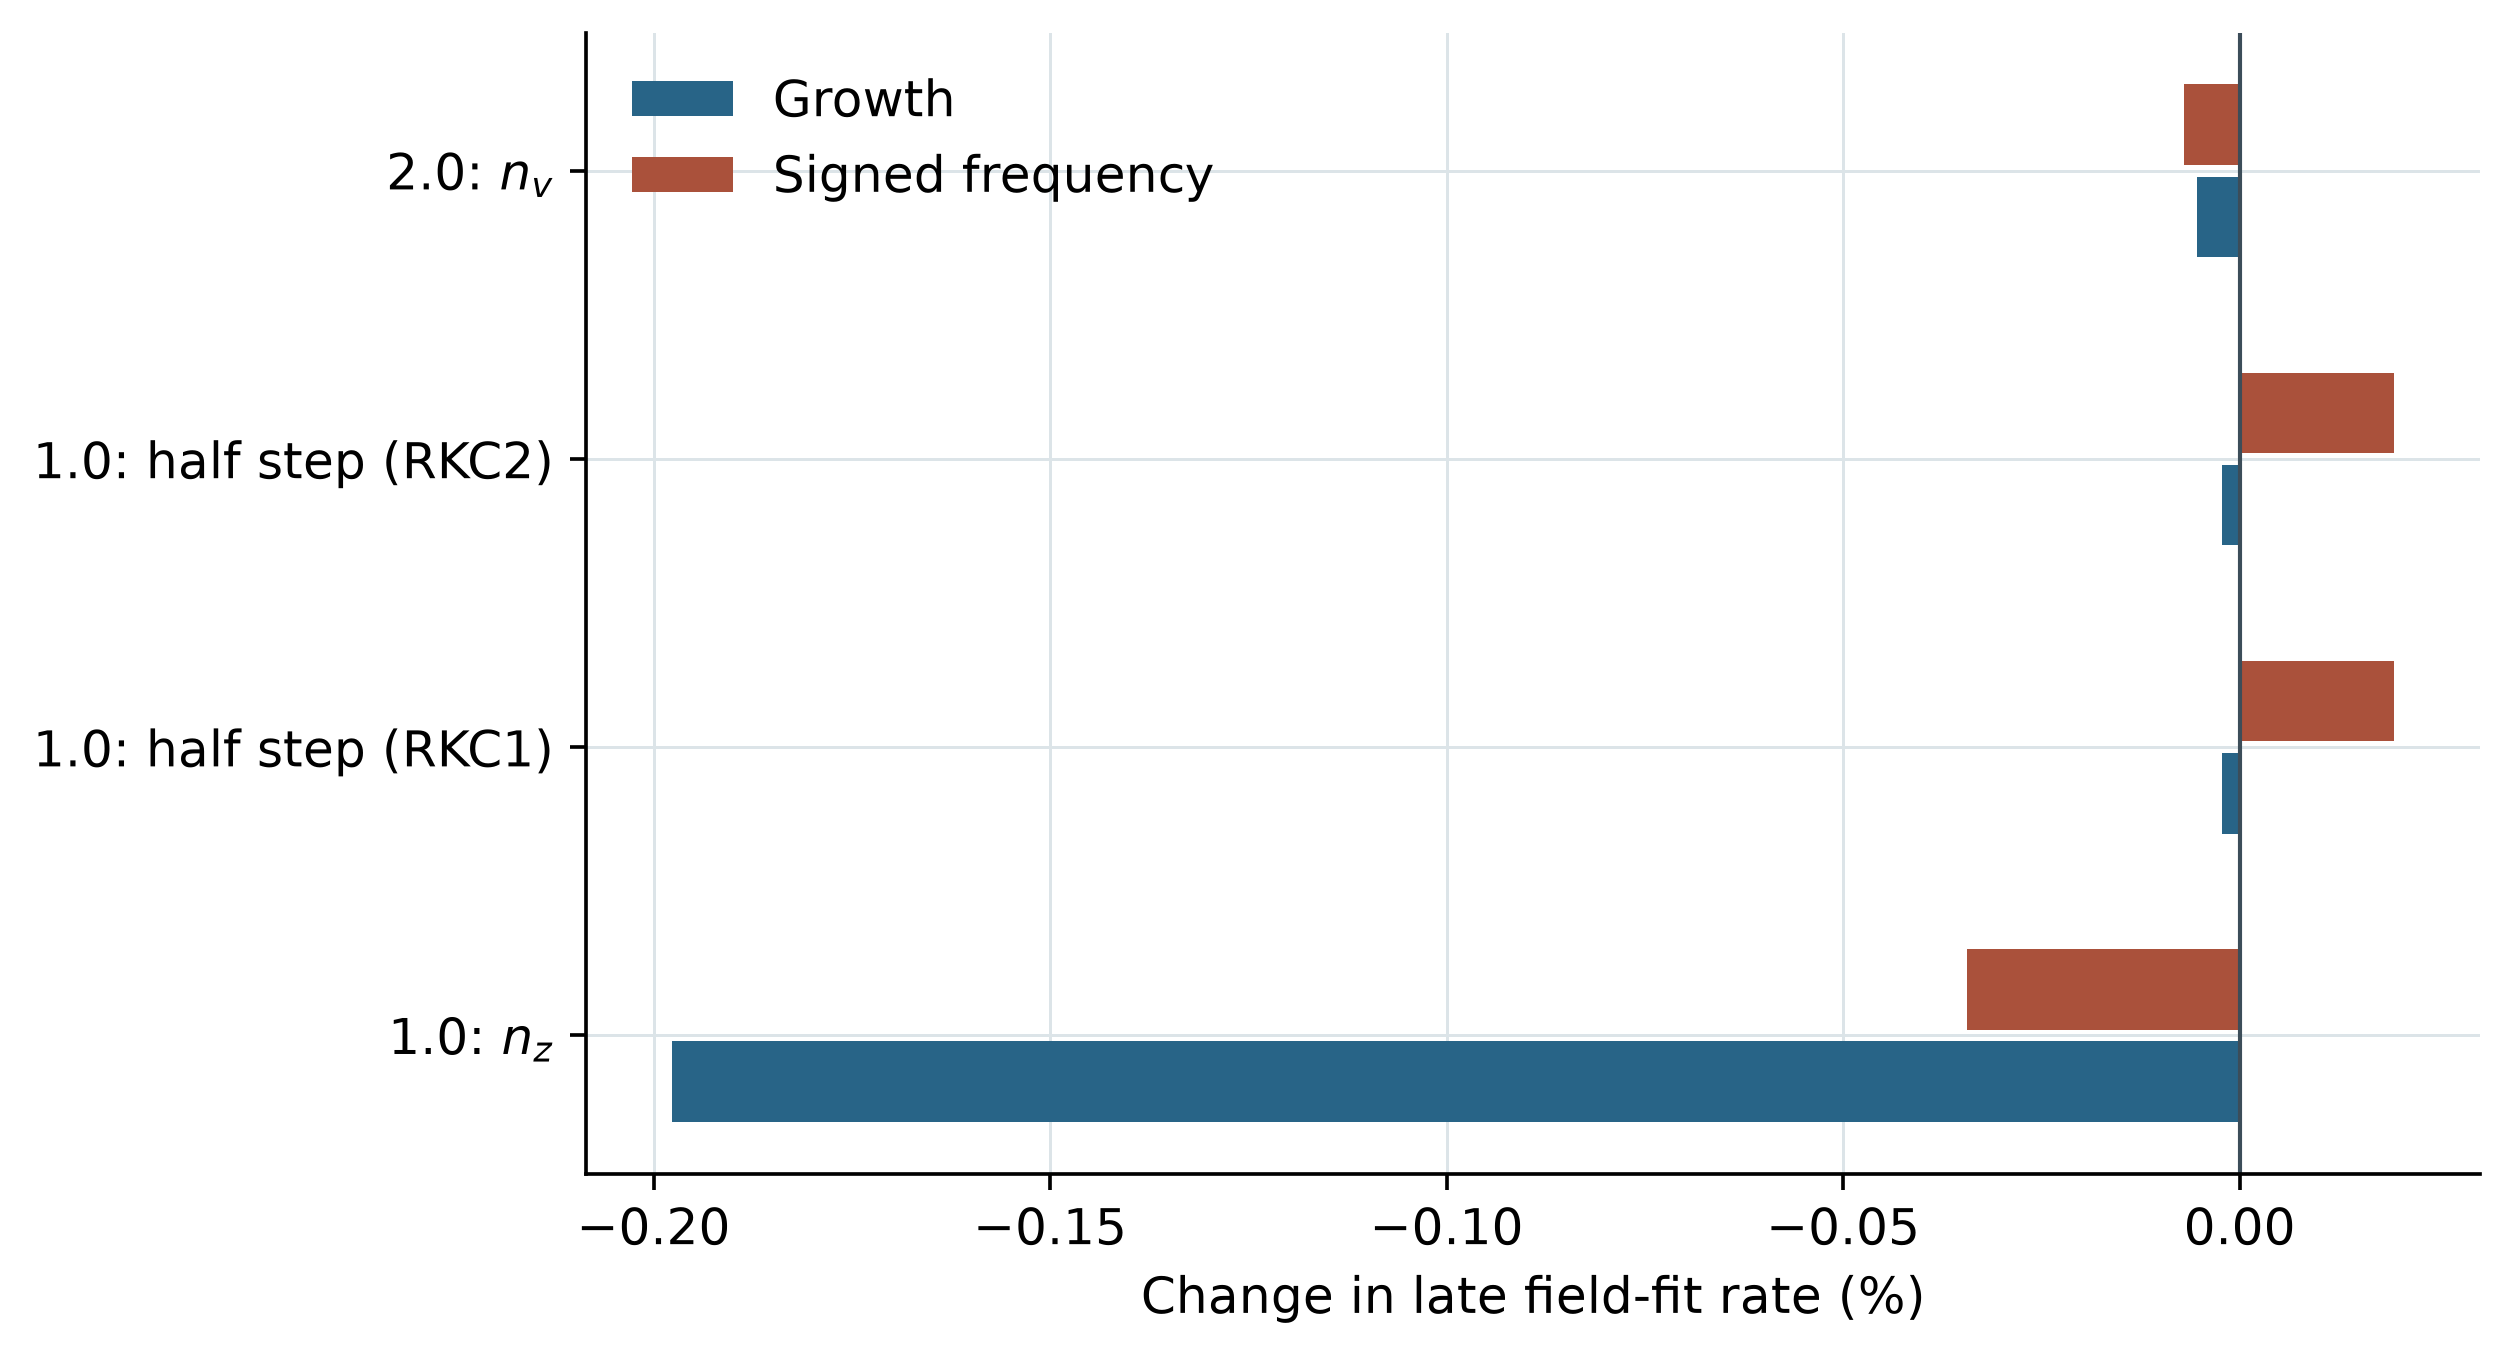 Growth
Signed frequency
2.0: nᵥ
1.0: half step (RKC2)
1.0: half step (RKC1)
1.0: n_z
−0.20 −0.15 −0.10 −0.05 0.00
Change in late field-fit rate (%)